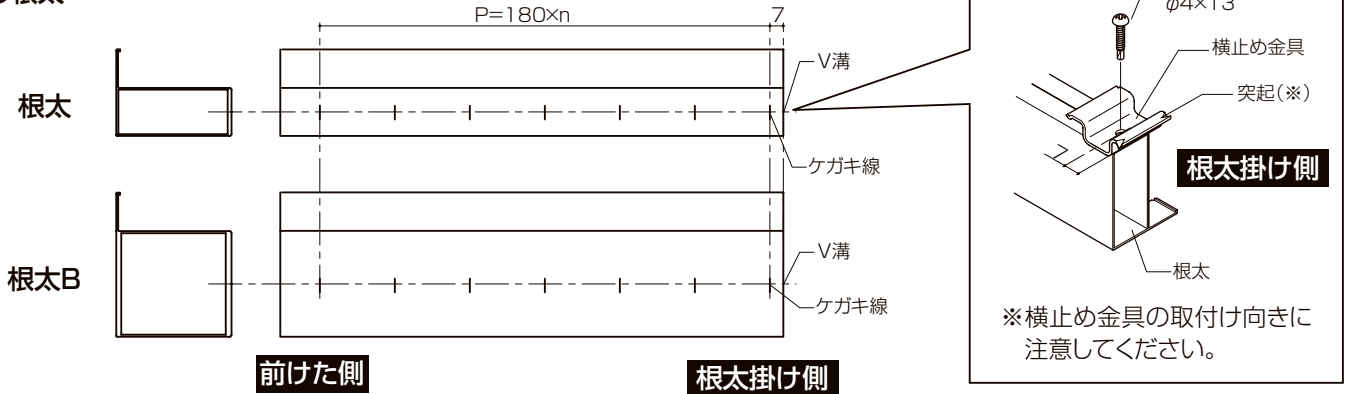 根太
P=180×n
7
V溝
根太
ケガキ線
V溝
根太B
ケガキ線
前けた側
根太掛け側
φ4×13
横止め金具
突起(※)
7
根太掛け側
根太
※横止め金具の取付け向きに
注意してください。